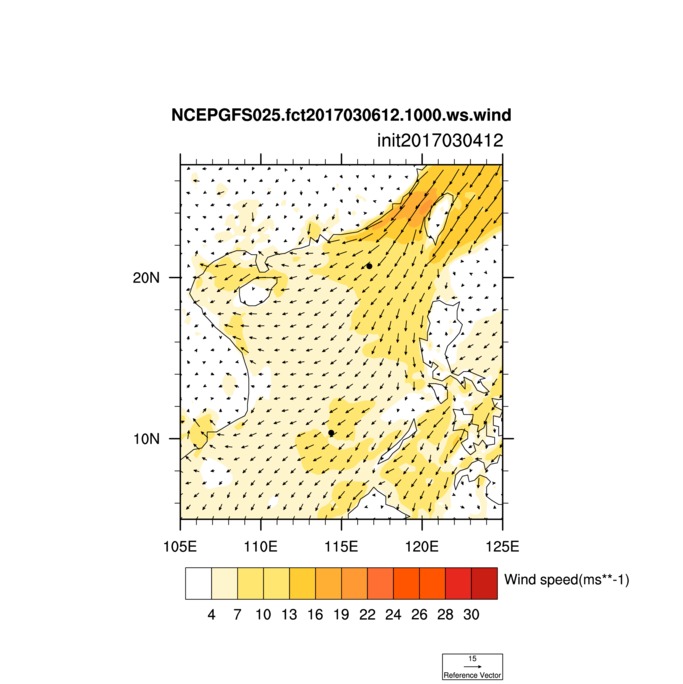 NCEPGFS025.fct2017030612.1000.ws.wind
init2017030412
20N
10N
105E 110E 115E 120E 125E
Wind speed(ms**-1)
4 7 10 13 16 19 22 24 26 28 30
15
Reference Vector